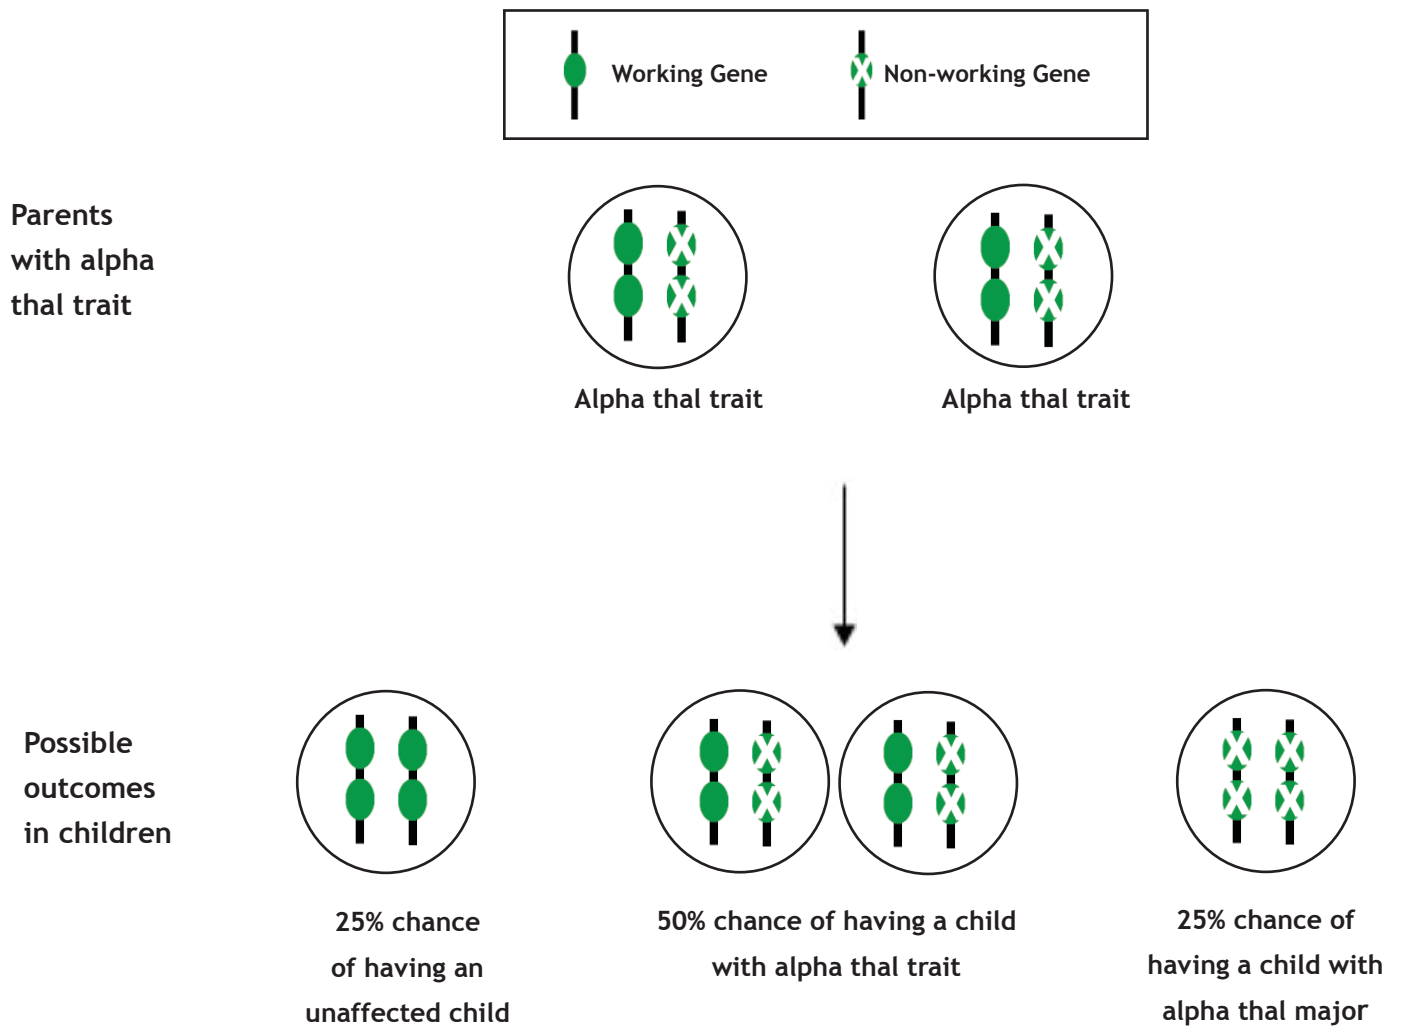 Working Gene
Non-working Gene
Parents
with alpha
thal trait
Alpha thal trait
Alpha thal trait
Possible
outcomes
in children
25% chance
of having an
unaffected child
50% chance of having a child
with alpha thal trait
25% chance of
having a child with
alpha thal major